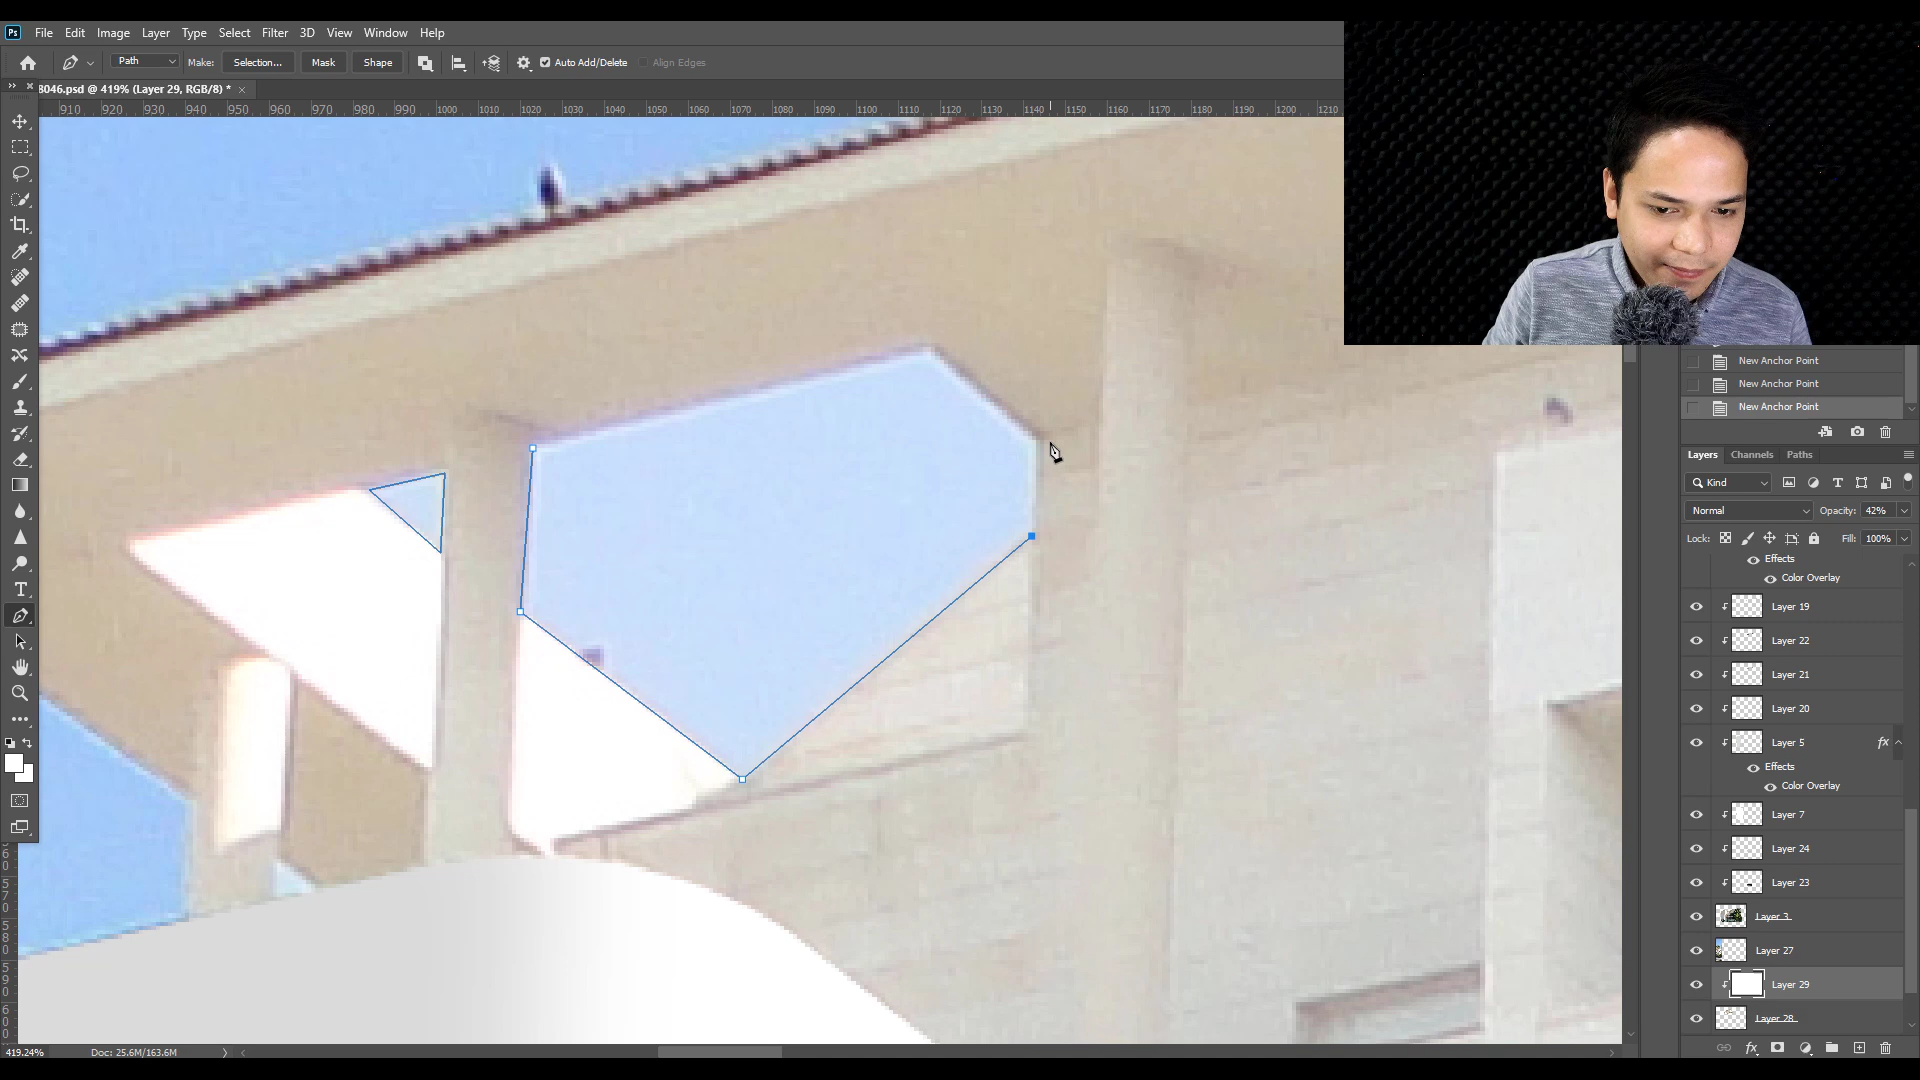 Ps File Edit Image Layer Type Select Filter 3D View Window Help
Path Make: Selection... Mask Shape Auto Add/Delete Align Edges
8046.psd @ 419% (Layer 29, RGB/8) *
910 920 930 940 950 960 970 980 990 1000 1010 1020 1030 1040 1050 1060 1070 1080 1090 1100 1110 1120 1130 1140 1150 1160 1170 1180 1190 1200 1210
New Anchor Point
New Anchor Point
New Anchor Point
Layers Channels Paths
Kind
Normal Opacity: 42%
Lock: Fill: 100%
Effects
Color Overlay
Layer 19
Layer 22
Layer 21
Layer 20
Layer 5 fx
Effects
Color Overlay
Layer 7
Layer 24
Layer 23
Layer 3
Layer 27
Layer 29
Layer 28
419.24% Doc: 25.6M/163.6M